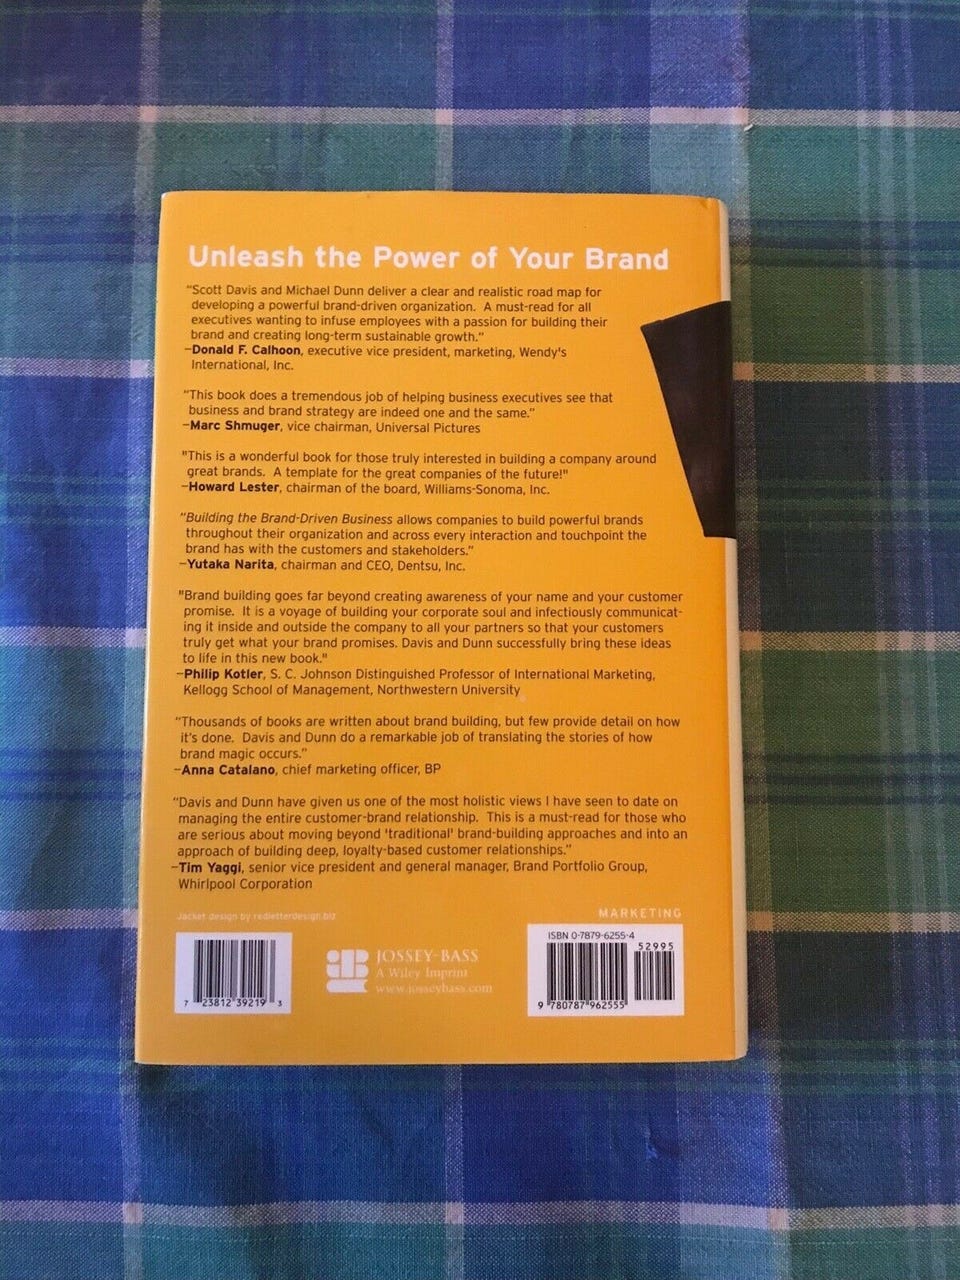 Unleash the Power of Your Brand
“Scott Davis and Michael Dunn deliver a clear and realistic road map for
developing a powerful brand-driven organization. A must-read for all
executives wanting to infuse employees with a passion for building their
brand and creating long-term sustainable growth.”
—Donald F. Calhoon, executive vice president, marketing, Wendy's
International, Inc.
“This book does a tremendous job of helping business executives see that
business and brand strategy are indeed one and the same.”
—Marc Shmuger, vice chairman, Universal Pictures
"This is a wonderful book for those truly interested in building a company around
great brands. A template for the great companies of the future!"
—Howard Lester, chairman of the board, Williams-Sonoma, Inc.
“Building the Brand-Driven Business allows companies to build powerful brands
throughout their organization and across every interaction and touchpoint the
brand has with the customers and stakeholders.”
—Yutaka Narita, chairman and CEO, Dentsu, Inc.
"Brand building goes far beyond creating awareness of your name and your customer
promise. It is a voyage of building your corporate soul and infectiously communicat-
ing it inside and outside the company to all your partners so that your customers
truly get what your brand promises. Davis and Dunn successfully bring these ideas
to life in this new book."
—Philip Kotler, S. C. Johnson Distinguished Professor of International Marketing,
Kellogg School of Management, Northwestern University
“Thousands of books are written about brand building, but few provide detail on how
it’s done. Davis and Dunn do a remarkable job of translating the stories of how
brand magic occurs.”
—Anna Catalano, chief marketing officer, BP
“Davis and Dunn have given us one of the most holistic views I have seen to date on
managing the entire customer-brand relationship. This is a must-read for those who
are serious about moving beyond 'traditional' brand-building approaches and into an
approach of building deep, loyalty-based customer relationships.”
—Tim Yaggi, senior vice president and general manager, Brand Portfolio Group,
Whirlpool Corporation
Jacket design by redletterdesign.biz
MARKETING
7 23812 39219 3
JOSSEY-BASS
A Wiley Imprint
www.josseybass.com
ISBN 0-7879-6255-4
52995
9 780787 962555